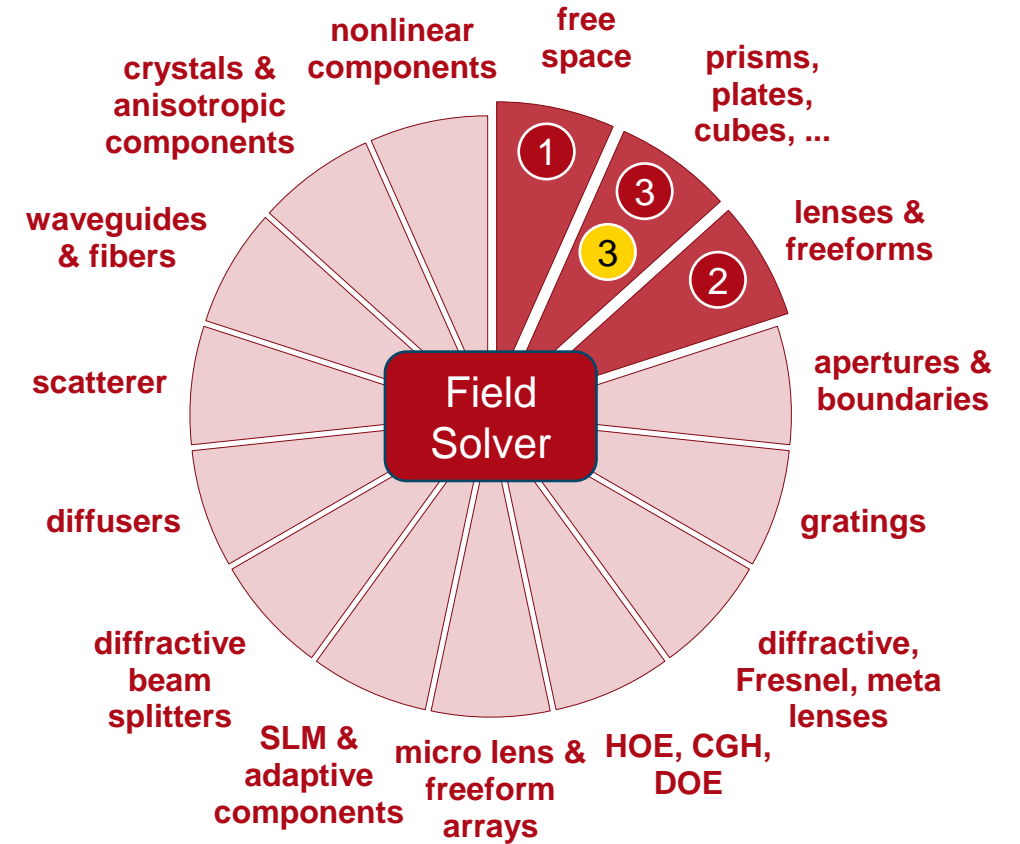 nonlinear
components
free
space
prisms,
plates,
cubes, ...
lenses &
freeforms
apertures &
boundaries
gratings
diffractive,
Fresnel, meta
lenses
HOE, CGH,
DOE
micro lens &
freeform
arrays
SLM &
adaptive
components
diffractive
beam
splitters
diffusers
scatterer
waveguides
& fibers
crystals &
anisotropic
components
1
3
3
2
Field
Solver